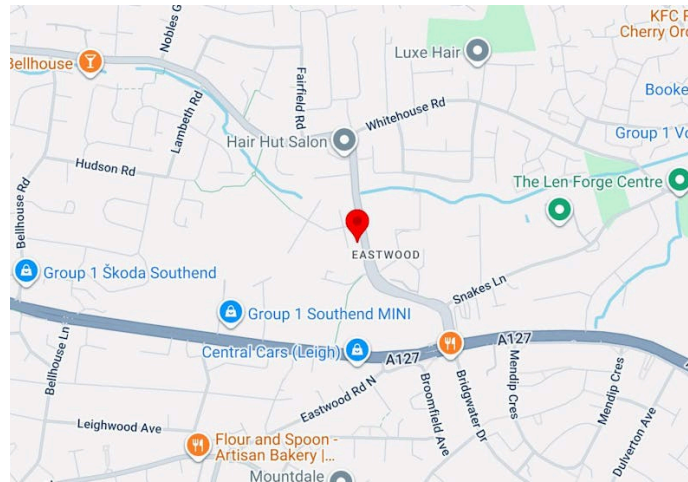 KFC
Cherry
Nobles
Bellhouse
Luxe Hair
Fairfield Rd
Lambeth Rd
Booke
Whitehouse Rd
Group 1
Hair Hut Salon
Hudson Rd
The Len Forge Centre
Bellhouse Rd
EASTWOOD
Group 1 Škoda Southend
Snakes Ln
Group 1 Southend MINI
Bellhouse Ln
Central Cars (Leigh)
A127
A127
Eastwood Rd N
Mendip Cres
Mendip Cres
Broomfield Ave
Bridgwater Dr
Dulverton Ave
Leighwood Ave
Flour and Spoon -
Artisan Bakery |...
Mountdale